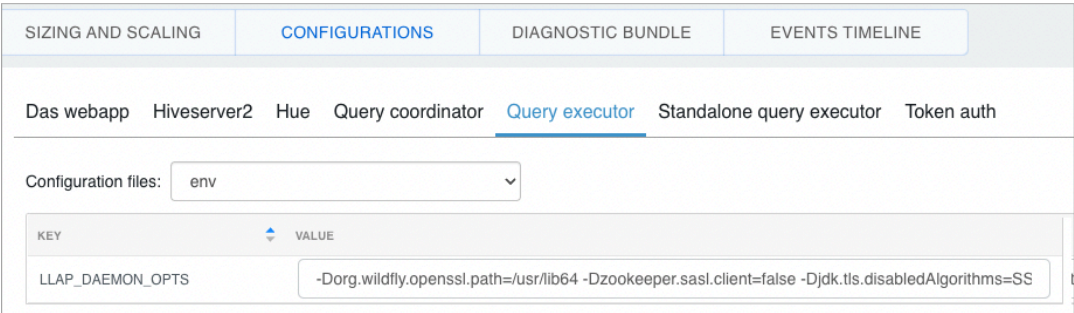 SIZING AND SCALING CONFIGURATIONS DIAGNOSTIC BUNDLE EVENTS TIMELINE
Das webapp Hiveserver2 Hue Query coordinator Query executor Standalone query executor Token auth
Configuration files: env
KEY VALUE
LLAP_DAEMON_OPTS -Dorg.wildfly.openssl.path=/usr/lib64 -Dzookeeper.sasl.client=false -Djdk.tls.disabledAlgorithms=SS